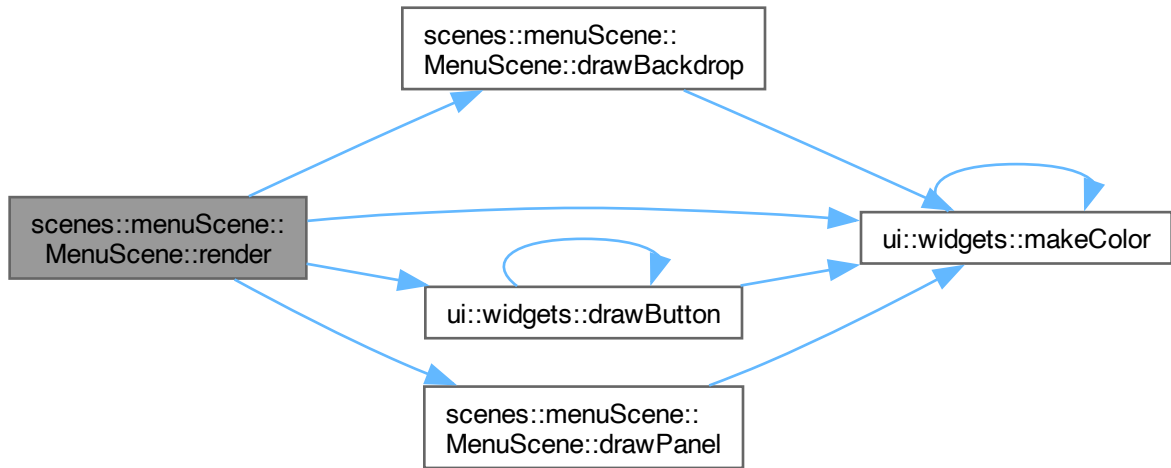 scenes::menuScene::
MenuScene::drawBackdrop
scenes::menuScene::
MenuScene::render
ui::widgets::makeColor
ui::widgets::drawButton
scenes::menuScene::
MenuScene::drawPanel